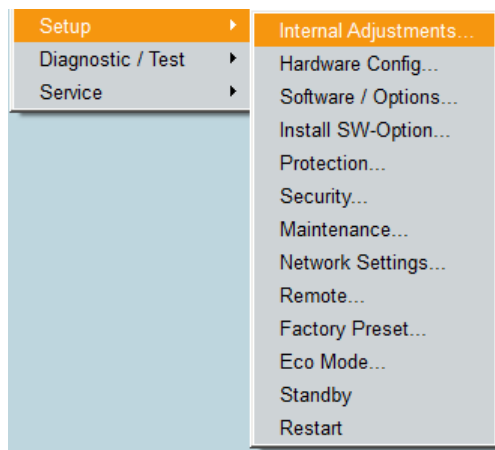 Setup
Diagnostic / Test
Service
Internal Adjustments...
Hardware Config...
Software / Options...
Install SW-Option...
Protection...
Security...
Maintenance...
Network Settings...
Remote...
Factory Preset...
Eco Mode...
Standby
Restart